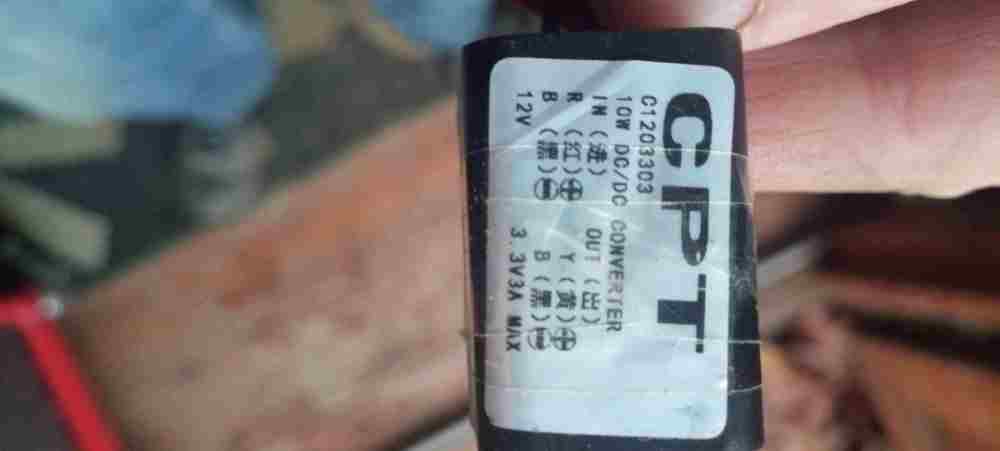 CPT
C1203303
10W DC/DC CONVERTER
IN (进) OUT (出)
R (红) ⊕ Y (黄) ⊕
B (黑) ⊖ B (黑) ⊖
12V 3.3V3A MAX